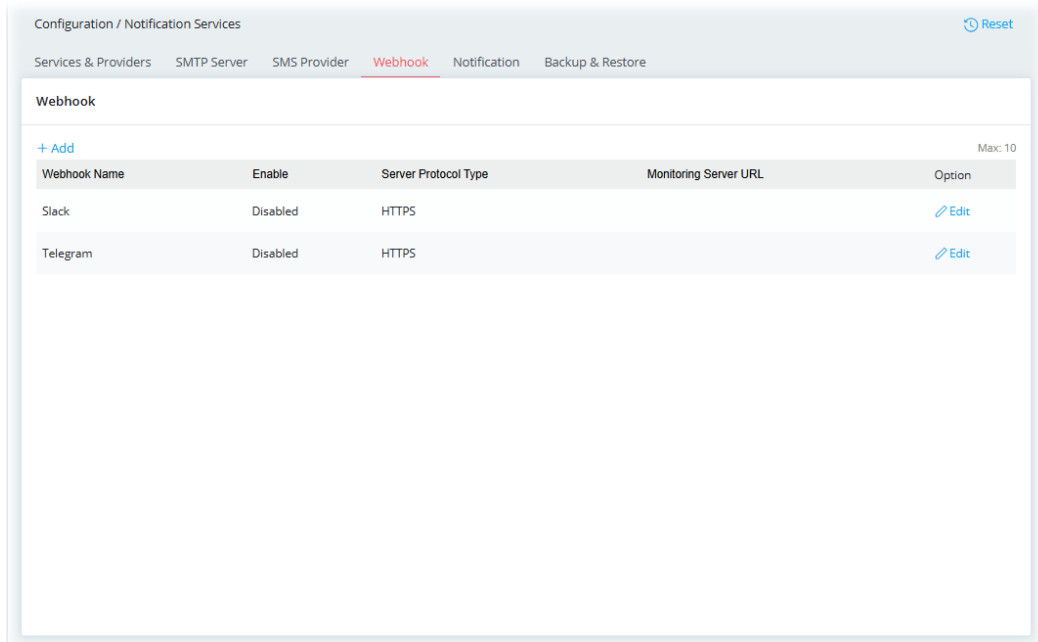 Configuration / Notification Services Reset
Services & Providers SMTP Server SMS Provider Webhook Notification Backup & Restore
Webhook
+ Add Max: 10
Webhook Name Enable Server Protocol Type Monitoring Server URL Option
Slack Disabled HTTPS Edit
Telegram Disabled HTTPS Edit